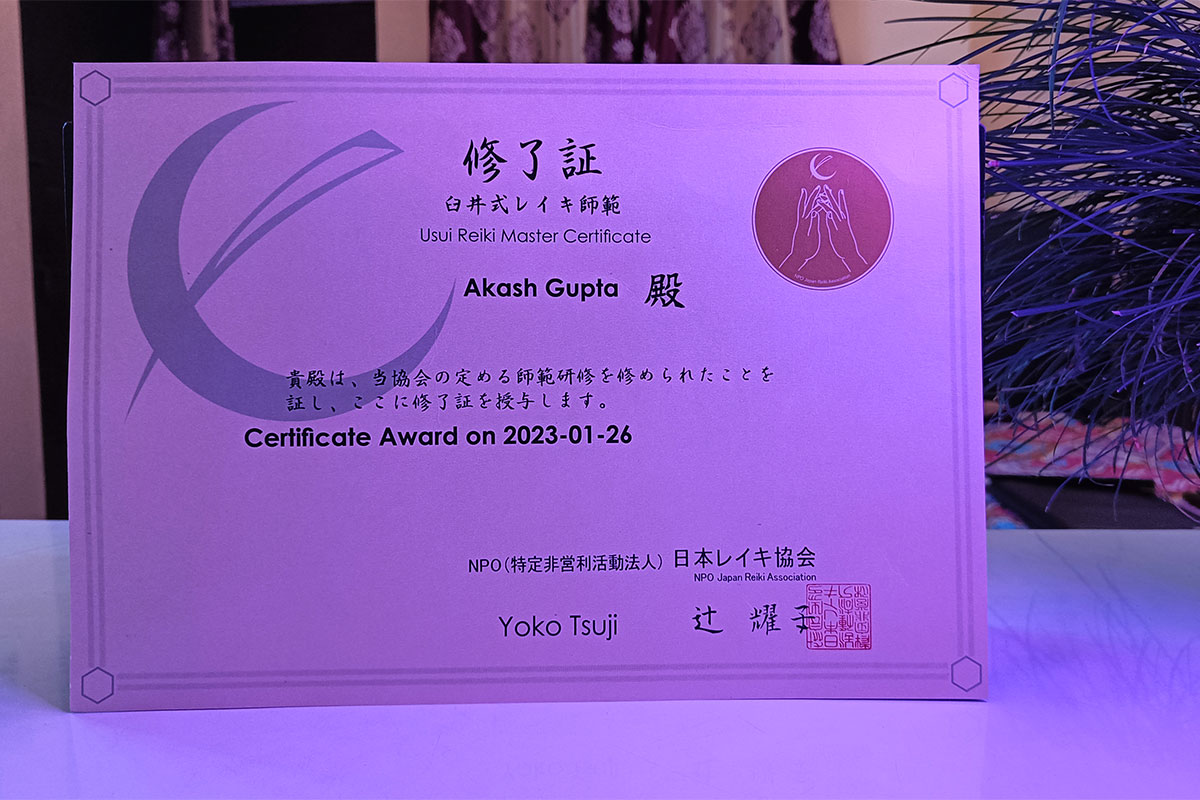 修了証
臼井式レイキ師範
Usui Reiki Master Certificate
Akash Gupta 殿
NPO Japan Reiki Association
貴殿は、当協会の定める師範研修を修められたことを
証し、ここに修了証を授与します。
Certificate Award on 2023-01-26
NPO(特定非営利活動法人) 日本レイキ協会
NPO Japan Reiki Association
Yoko Tsuji 辻 耀子